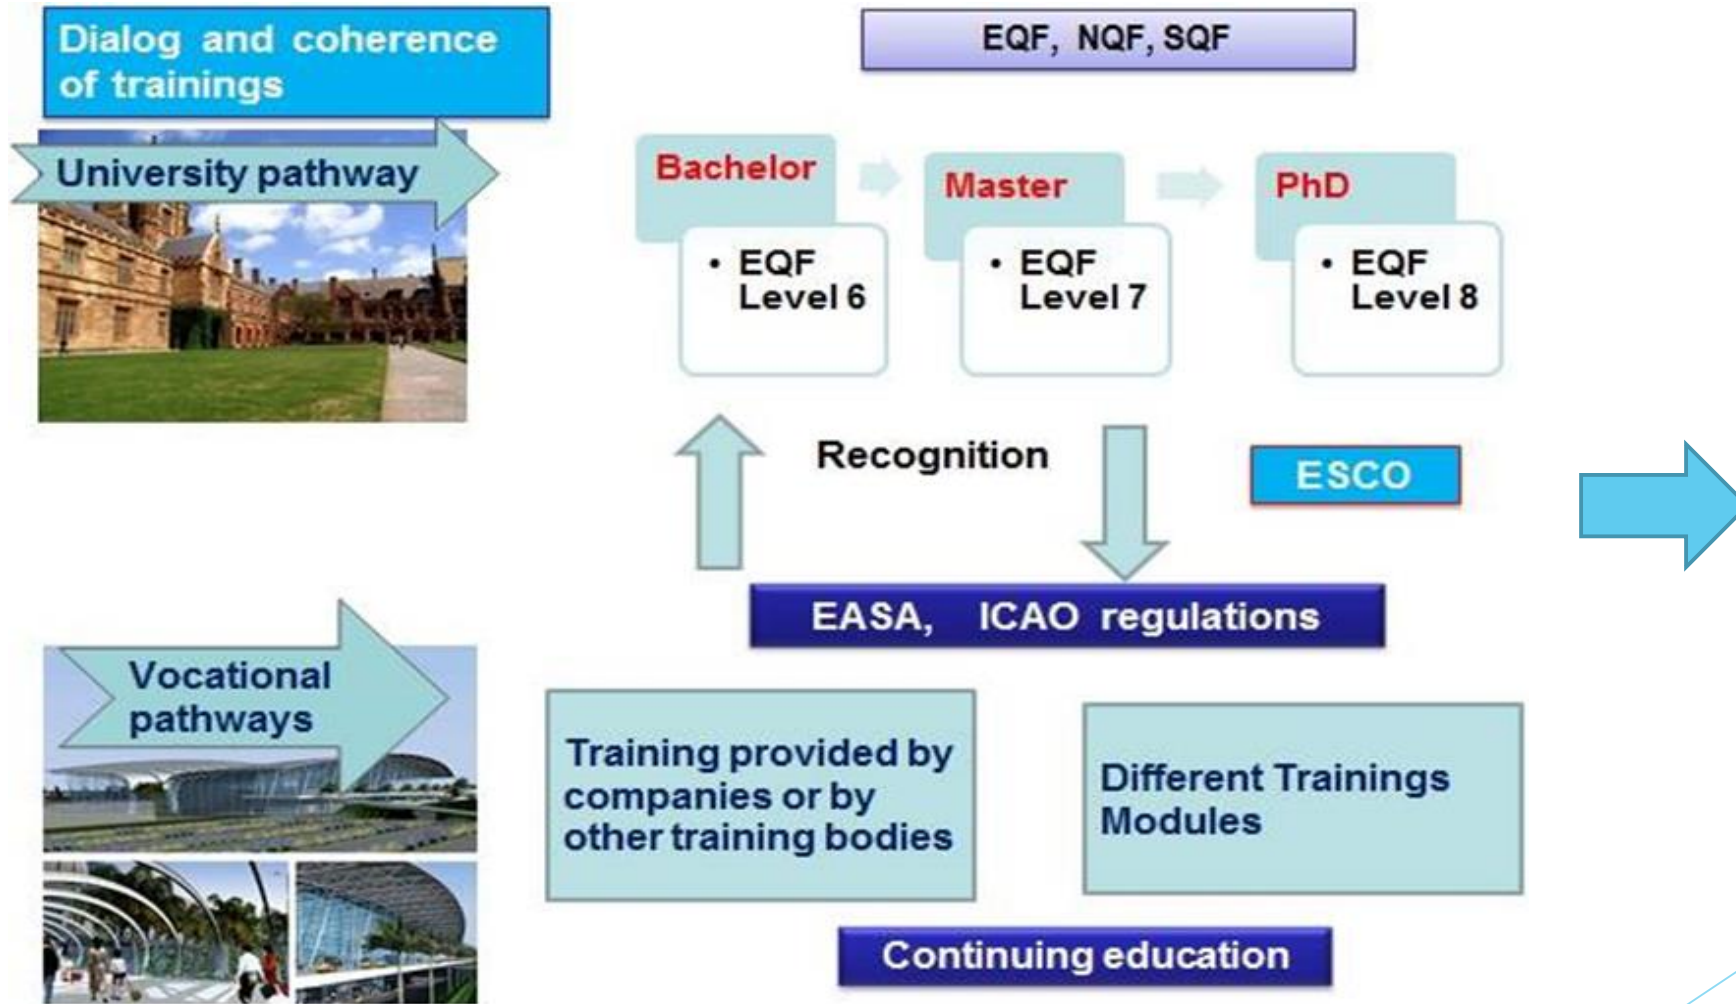 Dialog and coherence
of trainings
EQF, NQF, SQF
University pathway
Bachelor
Master
PhD
• EQF
Level 6
• EQF
Level 7
• EQF
Level 8
Recognition
ESCO
EASA, ICAO regulations
Vocational
pathways
Training provided by
companies or by
other training bodies
Different Trainings
Modules
Continuing education